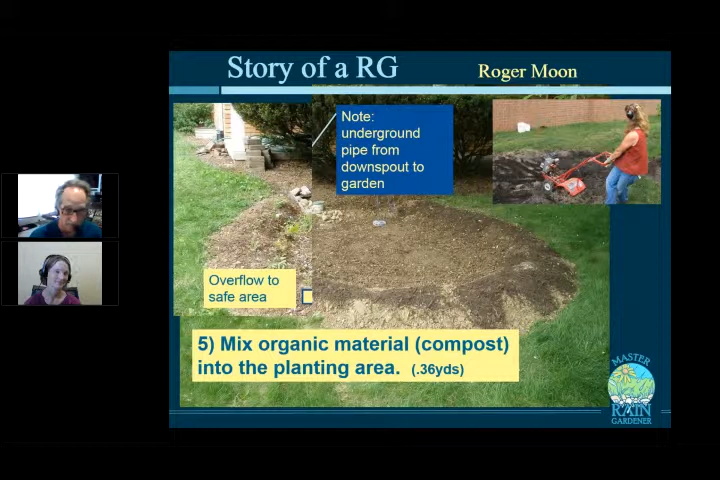 Story of a RG
Roger Moon
Note:
underground
pipe from
downspout to
garden
Overflow to
safe area
5) Mix organic material (compost)
into the planting area. (.36yds)
MASTER
RAIN
GARDENER